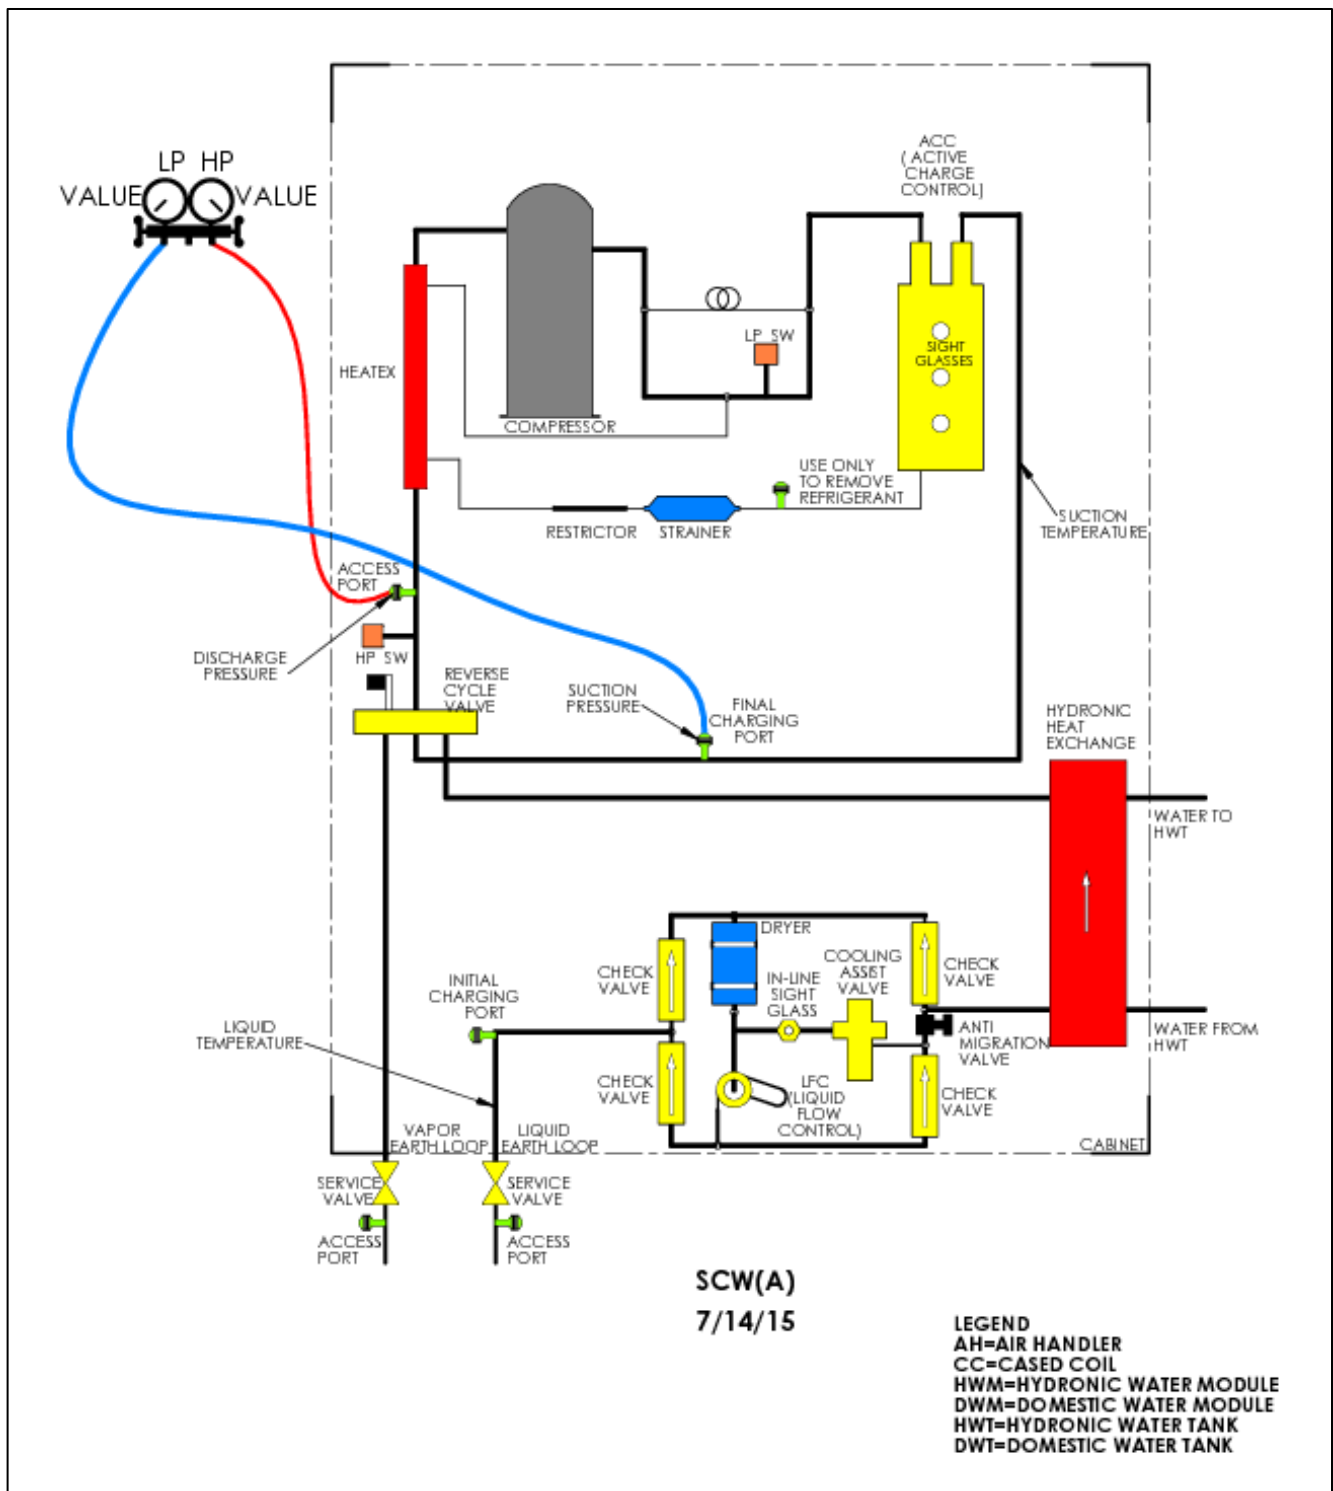 LP HP
VALUE VALUE
ACC
( ACTIVE
CHARGE
CONTROL)
HEATEX
LP SW
SIGHT
GLASSES
COMPRESSOR
USE ONLY
TO REMOVE
REFRIGERANT
RESTRICTOR
STRAINER
SUCTION
TEMPERATURE
ACCESS
PORT
DISCHARGE
PRESSURE
HP SW
REVERSE
CYCLE
VALVE
SUCTION
PRESSURE
FINAL
CHARGING
PORT
HYDRONIC
HEAT
EXCHANGE
WATER TO
HWT
DRYER
CHECK
VALVE
IN-LINE
SIGHT
GLASS
COOLING
ASSIST
VALVE
CHECK
VALVE
INITIAL
CHARGING
PORT
LIQUID
TEMPERATURE
ANTI
MIGRATION
VALVE
WATER FROM
HWT
CHECK
VALVE
LFC
(LIQUID
FLOW
CONTROL)
CHECK
VALVE
VAPOR
EARTH LOOP
LIQUID
EARTH LOOP
CABINET
SERVICE
VALVE
SERVICE
VALVE
ACCESS
PORT
ACCESS
PORT
SCW(A)
7/14/15
LEGEND
AH=AIR HANDLER
CC=CASED COIL
HWM=HYDRONIC WATER MODULE
DWM=DOMESTIC WATER MODULE
HWT=HYDRONIC WATER TANK
DWT=DOMESTIC WATER TANK